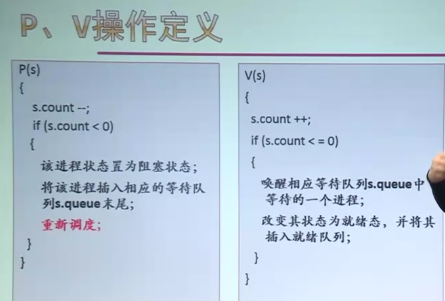 P、V操作定义
P(s)
{
s.count --;
if (s.count < 0)
{
该进程状态置为阻塞状态；
将该进程插入相应的等待队
列s.queue末尾；
重新调度；
}
}
V(s)
{
s.count ++;
if (s.count < = 0)
{
唤醒相应等待队列s.queue中
等待的一个进程；
改变其状态为就绪态，并将其
插入就绪队列；
}
}